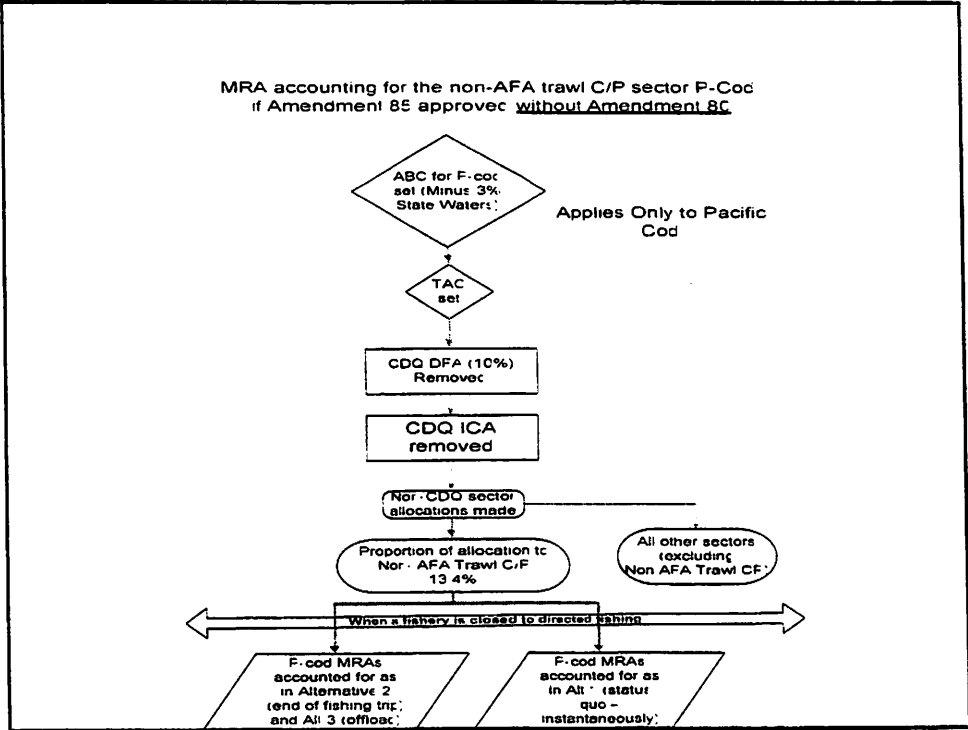 MRA accounting for the non-AFA trawl C/P sector P-Cod
if Amendment 85 approved without Amendment 80
ABC for P-cod
set (Minus 3%
State Waters)
Applies Only to Pacific
Cod
TAC
set
CDQ DFA (10%)
Removed
CDQ ICA
removed
Non-CDQ sector
allocations made
Proportion of allocation to
Non-AFA Trawl C/P
13.4%
All other sectors
(excluding
Non AFA Trawl CP)
When a fishery is closed to directed fishing
P-cod MRAs
accounted for as
in Alternative 2
(end of fishing trip)
and Alt 3 (offload)
P-cod MRAs
accounted for as
in Alt 1 (status
quo -
instantaneously)